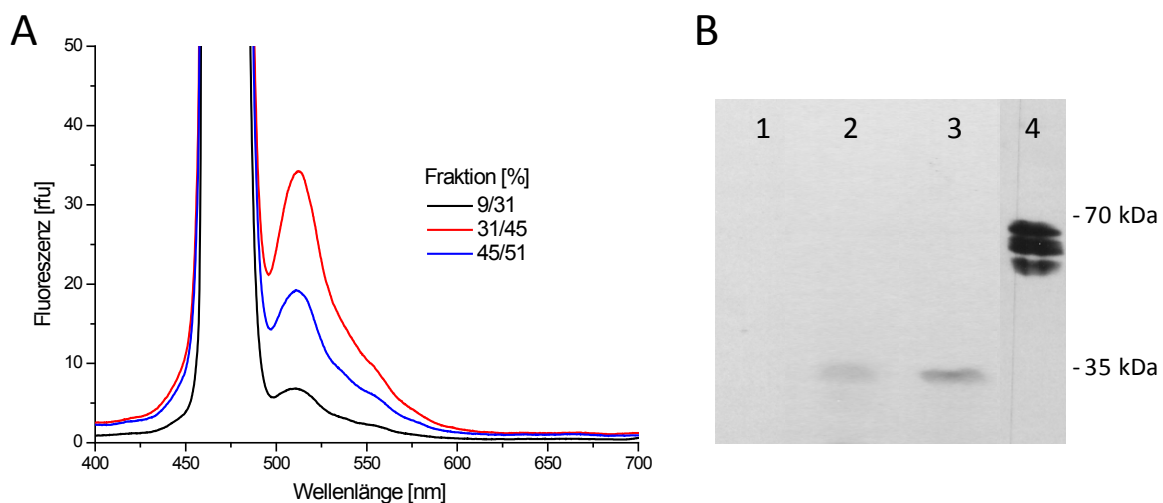 A
50
40
30
20
10
0
Fluoreszenz [rfu]
400 450 500 550 600 650 700
Wellenlänge [nm]
Fraktion [%]
9/31
31/45
45/51
B
1 2 3 4
- 70 kDa
- 35 kDa